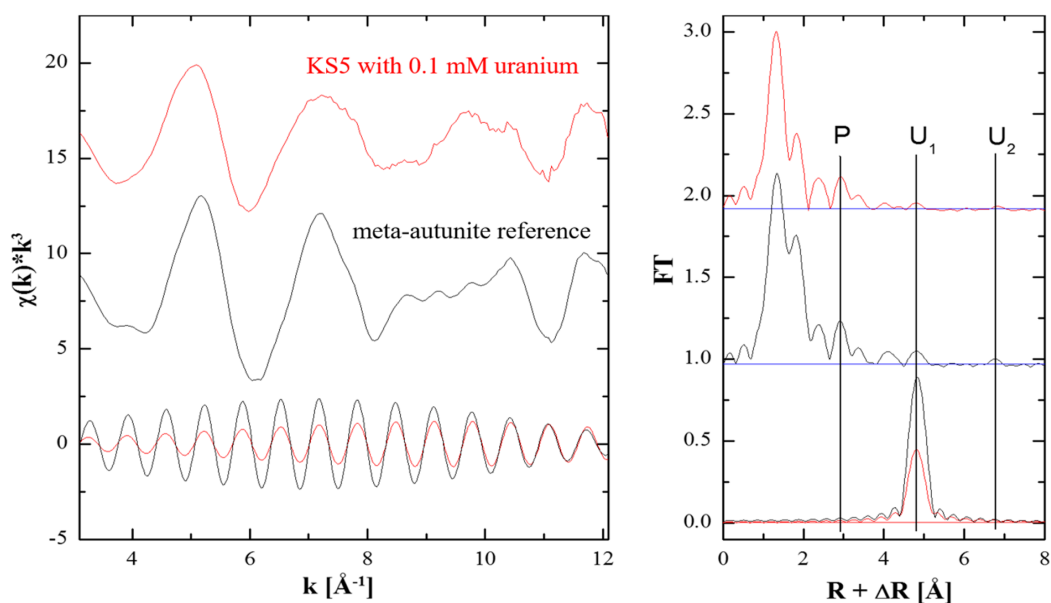 KS5 with 0.1 mM uranium
meta-autunite reference
χ(k)*k³
20
15
10
5
0
-5
4
6
8
10
12
k [Å⁻¹]
P
U₁
U₂
FT
3.0
2.5
2.0
1.5
1.0
0.5
0.0
0
2
4
6
8
R + ΔR [Å]